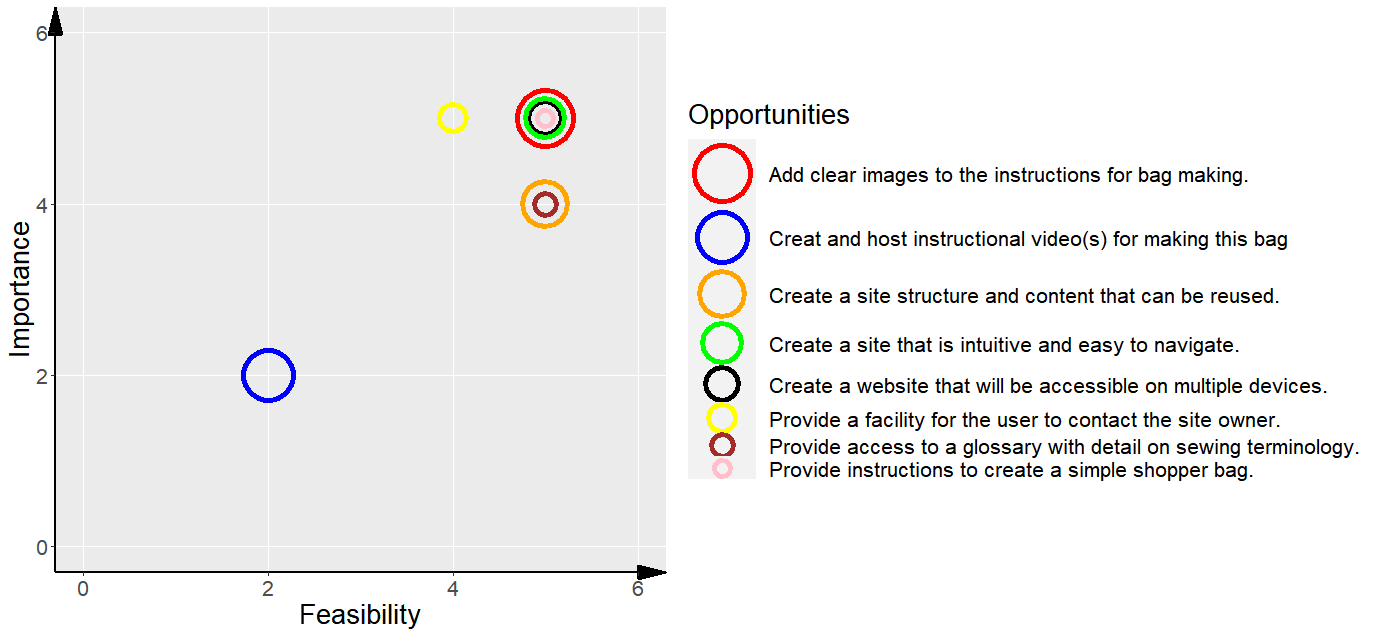 6
4
2
0
Importance
0
2
4
6
Feasibility
Opportunities
Add clear images to the instructions for bag making.
Creat and host instructional video(s) for making this bag
Create a site structure and content that can be reused.
Create a site that is intuitive and easy to navigate.
Create a website that will be accessible on multiple devices.
Provide a facility for the user to contact the site owner.
Provide access to a glossary with detail on sewing terminology.
Provide instructions to create a simple shopper bag.